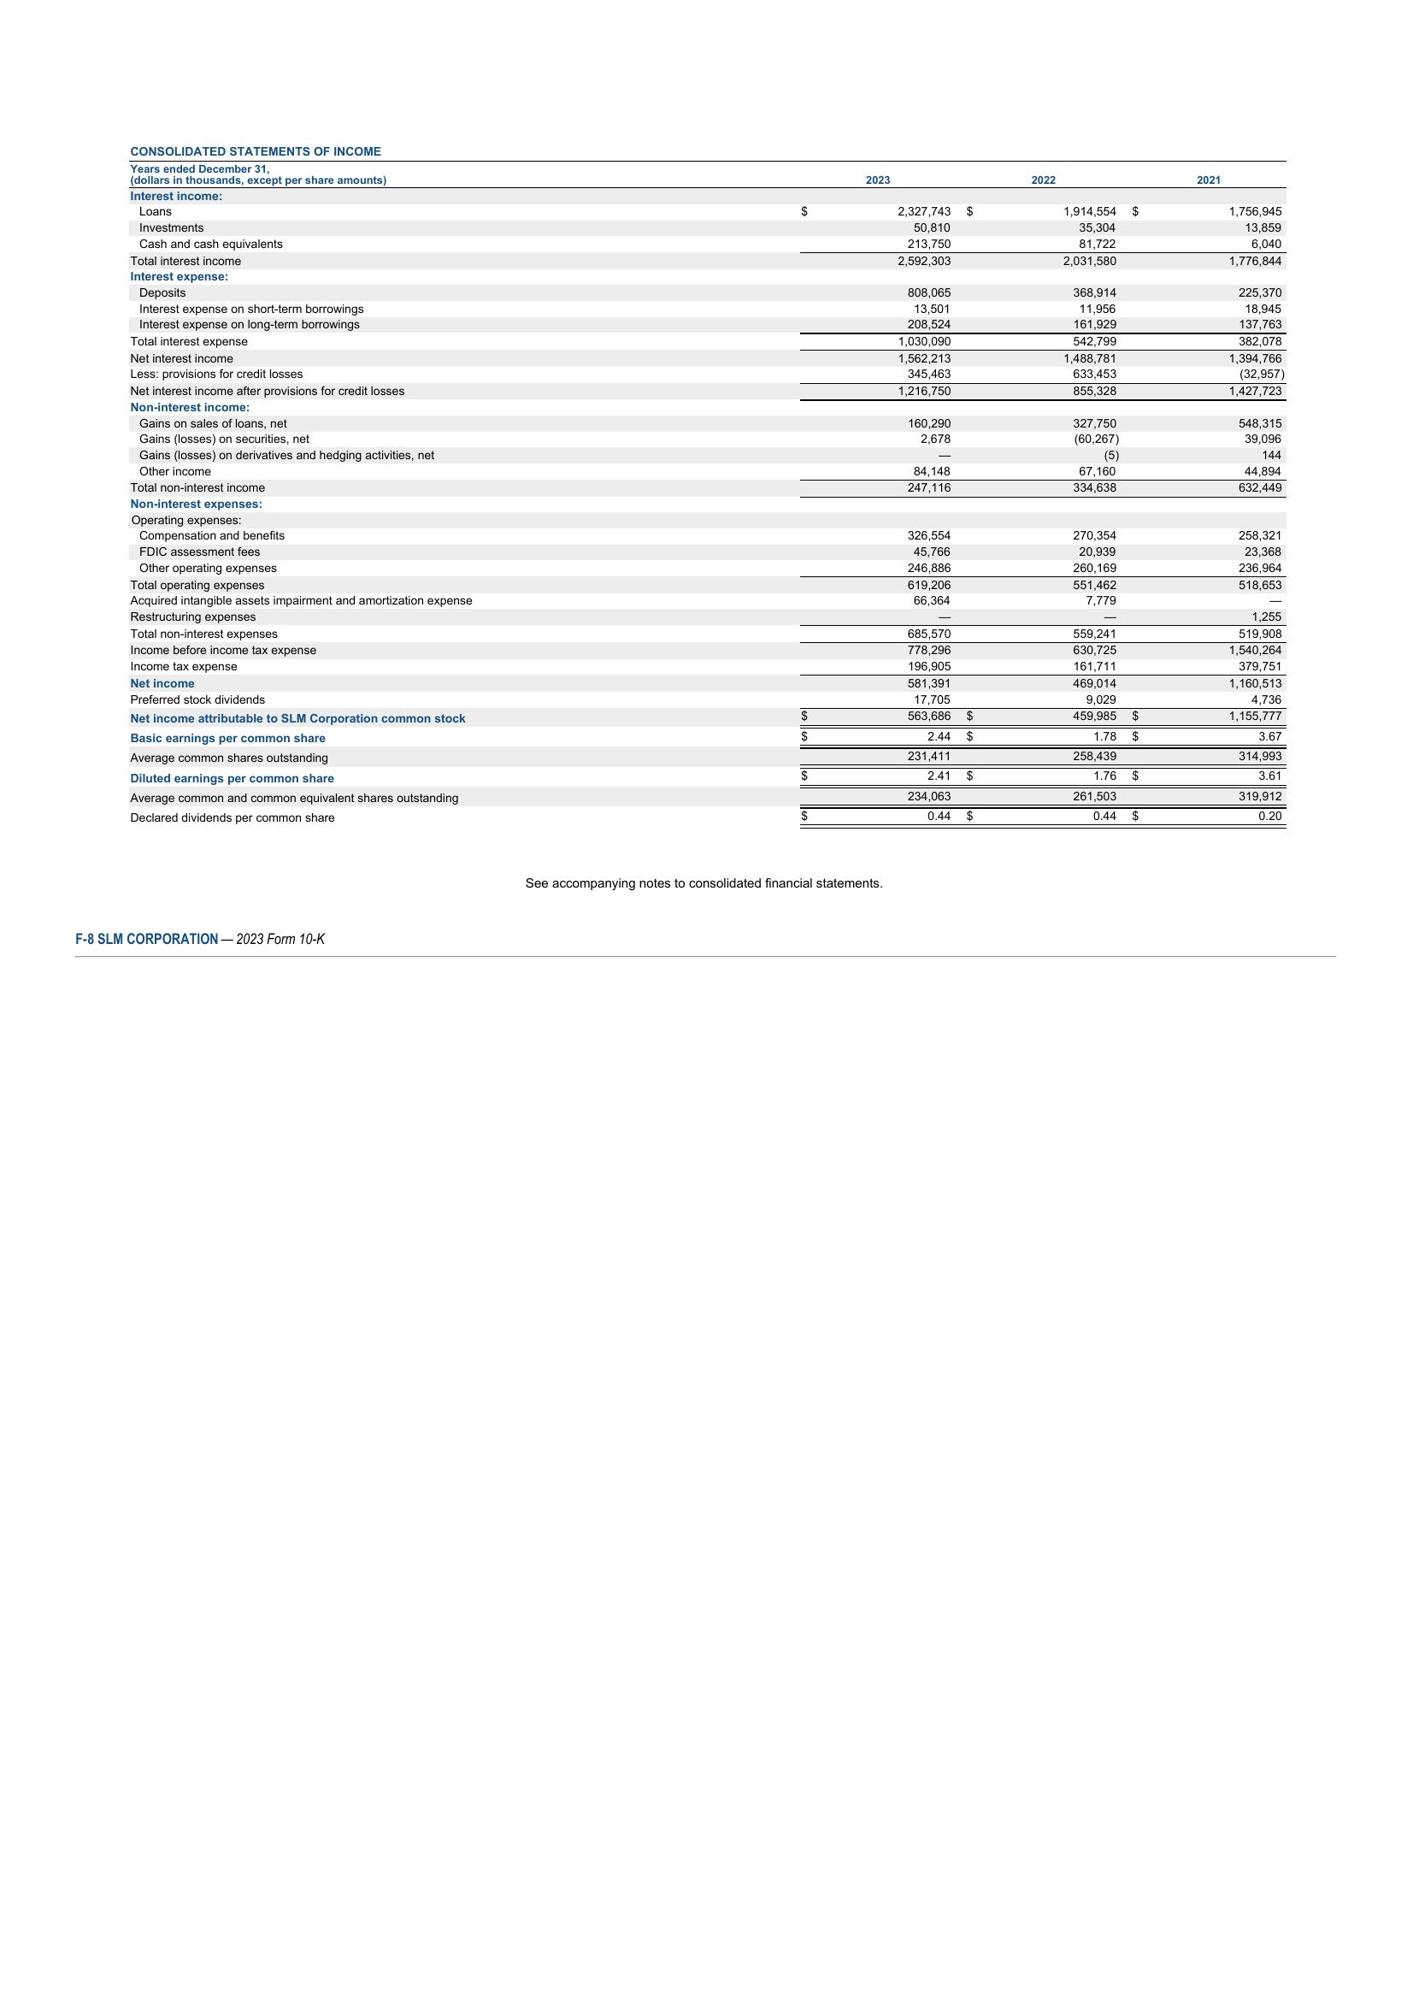 CONSOLIDATED STATEMENTS OF INCOME
Years ended December 31,
(dollars in thousands, except per share amounts) 2023 2022 2021
Interest income:
Loans $ 2,327,743 $ 1,914,554 $ 1,756,945
Investments 50,810 35,304 13,859
Cash and cash equivalents 213,750 81,722 6,040
Total interest income 2,592,303 2,031,580 1,776,844
Interest expense:
Deposits 808,065 368,914 225,370
Interest expense on short-term borrowings 13,501 11,956 18,945
Interest expense on long-term borrowings 208,524 161,929 137,763
Total interest expense 1,030,090 542,799 382,078
Net interest income 1,562,213 1,488,781 1,394,766
Less: provisions for credit losses 345,463 633,453 (32,957)
Net interest income after provisions for credit losses 1,216,750 855,328 1,427,723
Non-interest income:
Gains on sales of loans, net 160,290 327,750 548,315
Gains (losses) on securities, net 2,678 (60,267) 39,096
Gains (losses) on derivatives and hedging activities, net — (5) 144
Other income 84,148 67,160 44,894
Total non-interest income 247,116 334,638 632,449
Non-interest expenses:
Operating expenses:
Compensation and benefits 326,554 270,354 258,321
FDIC assessment fees 45,766 20,939 23,368
Other operating expenses 246,886 260,169 236,964
Total operating expenses 619,206 551,462 518,653
Acquired intangible assets impairment and amortization expense 66,364 7,779 —
Restructuring expenses — — 1,255
Total non-interest expenses 685,570 559,241 519,908
Income before income tax expense 778,296 630,725 1,540,264
Income tax expense 196,905 161,711 379,751
Net income 581,391 469,014 1,160,513
Preferred stock dividends 17,705 9,029 4,736
Net income attributable to SLM Corporation common stock $ 563,686 $ 459,985 $ 1,155,777
Basic earnings per common share $ 2.44 $ 1.78 $ 3.67
Average common shares outstanding 231,411 258,439 314,993
Diluted earnings per common share $ 2.41 $ 1.76 $ 3.61
Average common and common equivalent shares outstanding 234,063 261,503 319,912
Declared dividends per common share $ 0.44 $ 0.44 $ 0.20
See accompanying notes to consolidated financial statements.
F-8 SLM CORPORATION — 2023 Form 10-K